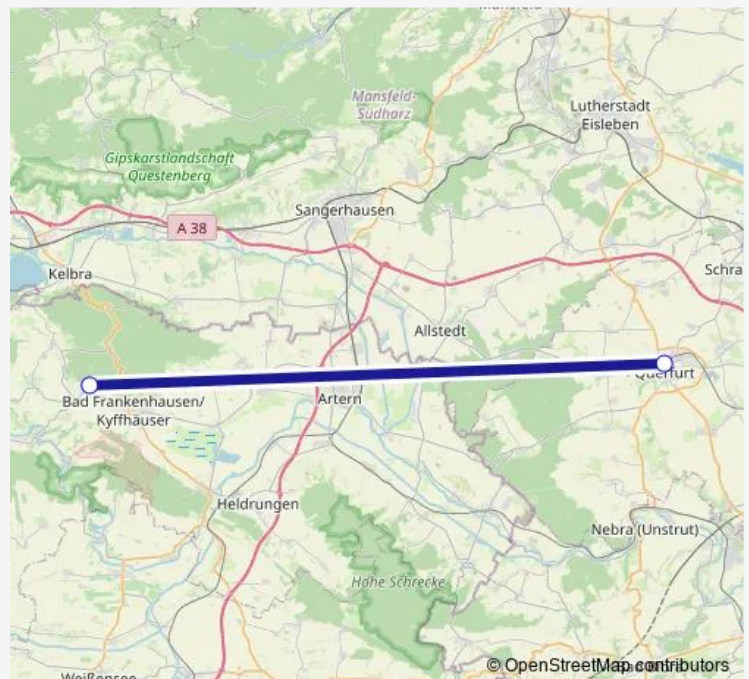 Mansfeld-
Südharz
Lutherstadt
Eisleben
Gipskarstlandschaft
Questenberg
Sangerhausen
A 38
Kelbra
Schra
Allstedt
Querfurt
Bad Frankenhausen/
Kyffhäuser
Artern
Heldrungen
Nebra (Unstrut)
Hohe Schrecke
© OpenStreetMap contributors